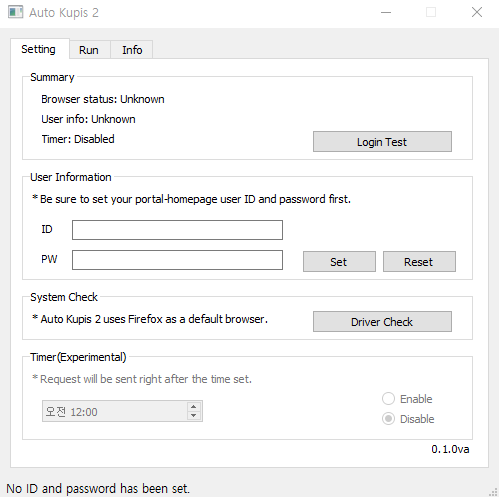 Auto Kupis 2
Setting Run Info
Summary
Browser status: Unknown
User info: Unknown
Timer: Disabled
Login Test
User Information
* Be sure to set your portal-homepage user ID and password first.
ID
PW
Set Reset
System Check
* Auto Kupis 2 uses Firefox as a default browser.
Driver Check
Timer(Experimental)
* Request will be sent right after the time set.
오전 12:00
Enable
Disable
0.1.0va
No ID and password has been set.